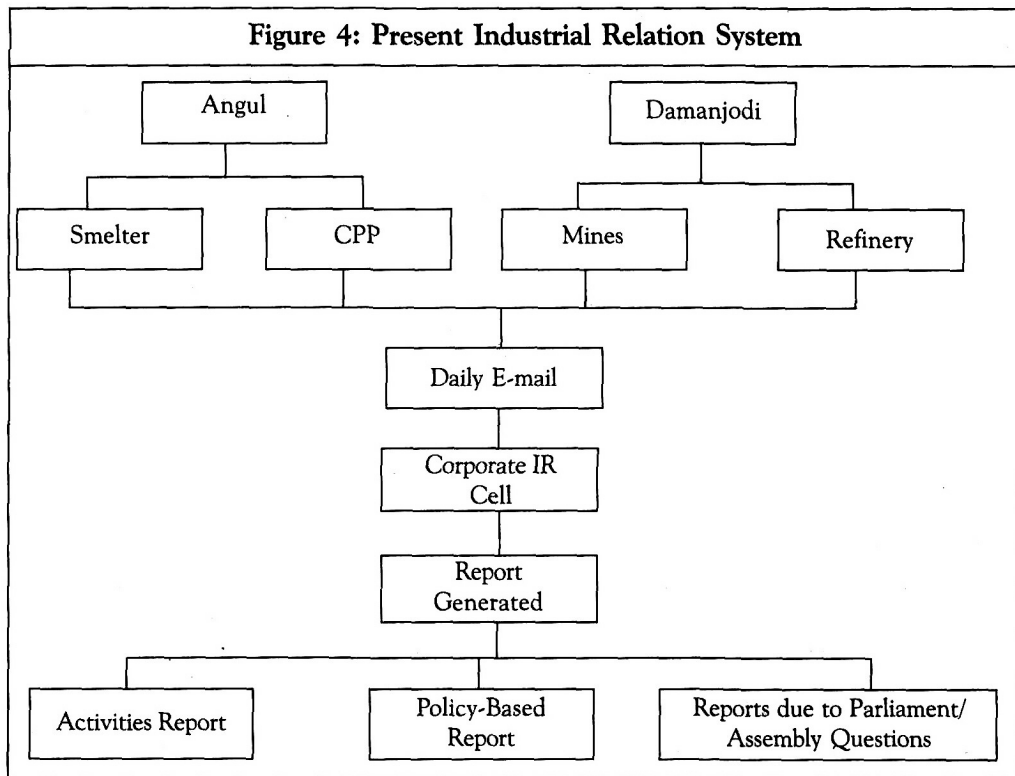 Figure 4: Present Industrial Relation System
Angul
Damanjodi
Smelter
CPP
Mines
Refinery
Daily E-mail
Corporate IR
Cell
Report
Generated
Activities Report
Policy-Based
Report
Reports due to Parliament/
Assembly Questions